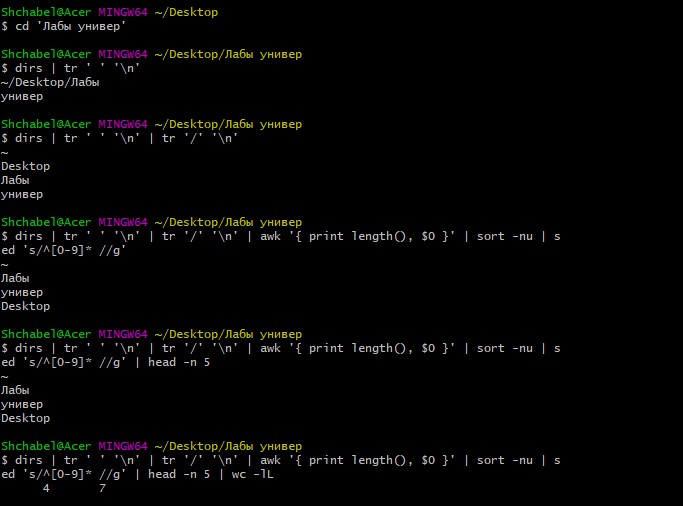 Shchabel@Acer MINGW64 ~/Desktop
$ cd 'Лабы универ'
Shchabel@Acer MINGW64 ~/Desktop/Лабы универ
$ dirs | tr ' ' '\n'
~/Desktop/Лабы
универ
Shchabel@Acer MINGW64 ~/Desktop/Лабы универ
$ dirs | tr ' ' '\n' | tr '/' '\n'
~
Desktop
Лабы
универ
Shchabel@Acer MINGW64 ~/Desktop/Лабы универ
$ dirs | tr ' ' '\n' | tr '/' '\n' | awk '{ print length(), $0 }' | sort -nu | s
ed 's/^[0-9]* //g'
~
Лабы
универ
Desktop
Shchabel@Acer MINGW64 ~/Desktop/Лабы универ
$ dirs | tr ' ' '\n' | tr '/' '\n' | awk '{ print length(), $0 }' | sort -nu | s
ed 's/^[0-9]* //g' | head -n 5
~
Лабы
универ
Desktop
Shchabel@Acer MINGW64 ~/Desktop/Лабы универ
$ dirs | tr ' ' '\n' | tr '/' '\n' | awk '{ print length(), $0 }' | sort -nu | s
ed 's/^[0-9]* //g' | head -n 5 | wc -lL
      4       7